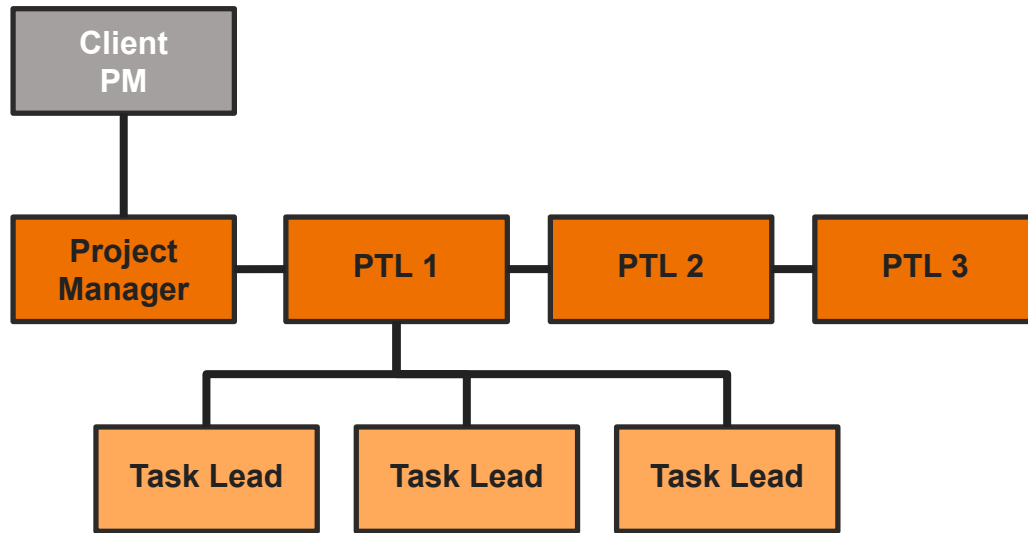 Client
PM
Project
Manager
PTL 1
PTL 2
PTL 3
Task Lead
Task Lead
Task Lead